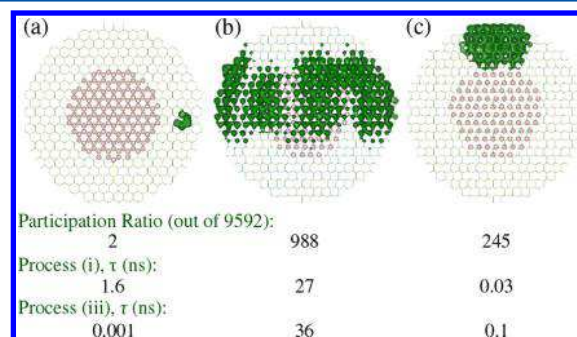 (a) (b) (c)
Participation Ratio (out of 9592):
2 988 245
Process (i), τ (ns):
1.6 27 0.03
Process (iii), τ (ns):
0.001 36 0.1